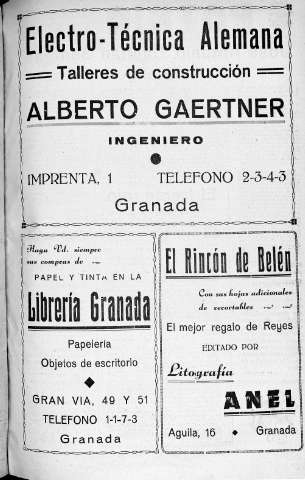 Electro-Técnica Alemana
Talleres de construcción
ALBERTO GAERTNER
INGENIERO
IMPRENTA, 1 TELEFONO 2-3-4-3
Granada
Haga Vd. siempre
sus compras de
PAPEL Y TINTA EN LA
Librería Granada
Papelería
Objetos de escritorio
GRAN VIA, 49 Y 51
TELEFONO 1-1-7-3
Granada
El Rincón de Belén
Con sus hojas adicionales
de recortables
El mejor regalo de Reyes
EDITADO POR
Litografía
ANEL
Aguila, 16 Granada